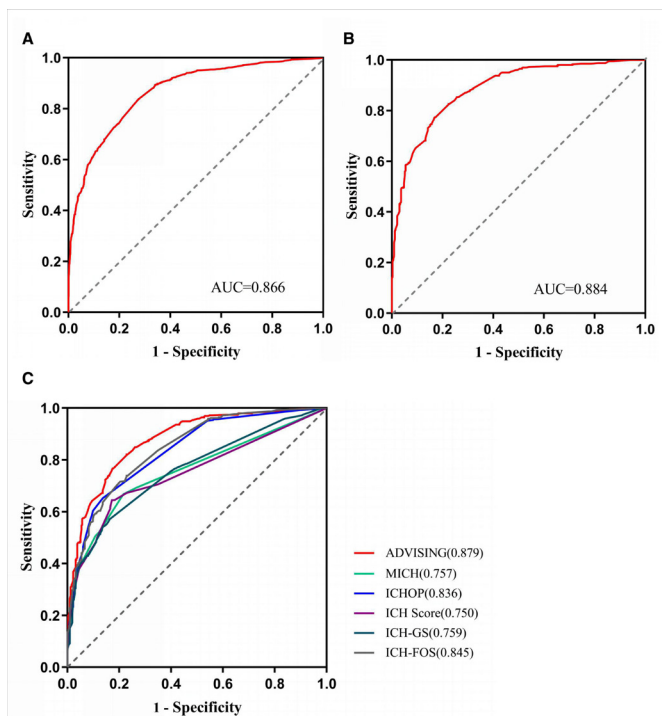 A
1.0
0.8
0.6
0.4
0.2
0.0
Sensitivity
AUC=0.866
0.0 0.2 0.4 0.6 0.8 1.0
1 - Specificity
B
1.0
0.8
0.6
0.4
0.2
0.0
Sensitivity
AUC=0.884
0.0 0.2 0.4 0.6 0.8 1.0
1 - Specificity
C
1.0
0.8
0.6
0.4
0.2
0.0
Sensitivity
0.0 0.2 0.4 0.6 0.8 1.0
1 - Specificity
ADVISING(0.879)
MICH(0.757)
ICHOP(0.836)
ICH Score(0.750)
ICH-GS(0.759)
ICH-FOS(0.845)